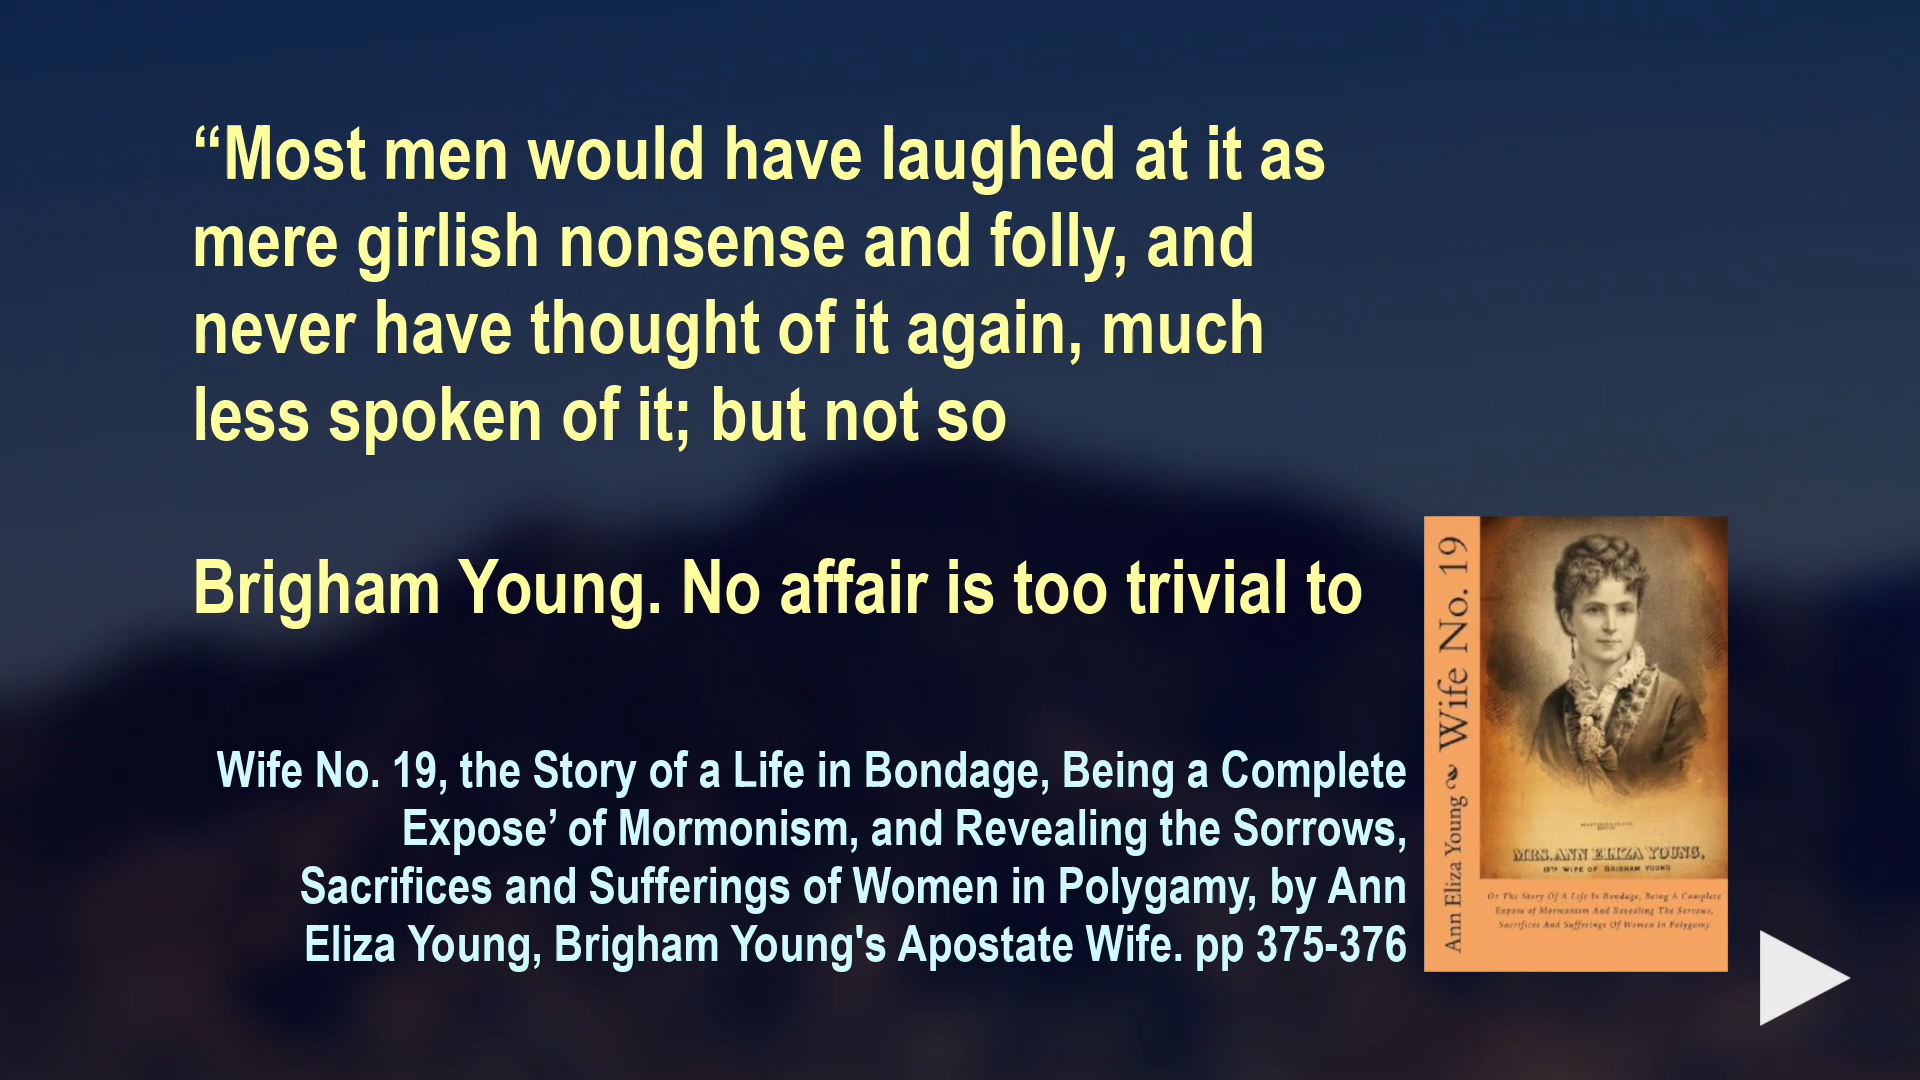 “Most men would have laughed at it as
mere girlish nonsense and folly, and
never have thought of it again, much
less spoken of it; but not so
Brigham Young. No affair is too trivial to
Wife No. 19, the Story of a Life in Bondage, Being a Complete
Expose’ of Mormonism, and Revealing the Sorrows,
Sacrifices and Sufferings of Women in Polygamy, by Ann
Eliza Young, Brigham Young's Apostate Wife. pp 375-376
Ann Eliza Young Wife No. 19
MRS. ANN ELIZA YOUNG,
19TH WIFE OF BRIGHAM YOUNG
Or The Story Of A Life In Bondage, Being A Complete
Expose of Mormonism And Revealing The Sorrows,
Sacrifices And Sufferings Of Women In Polygamy